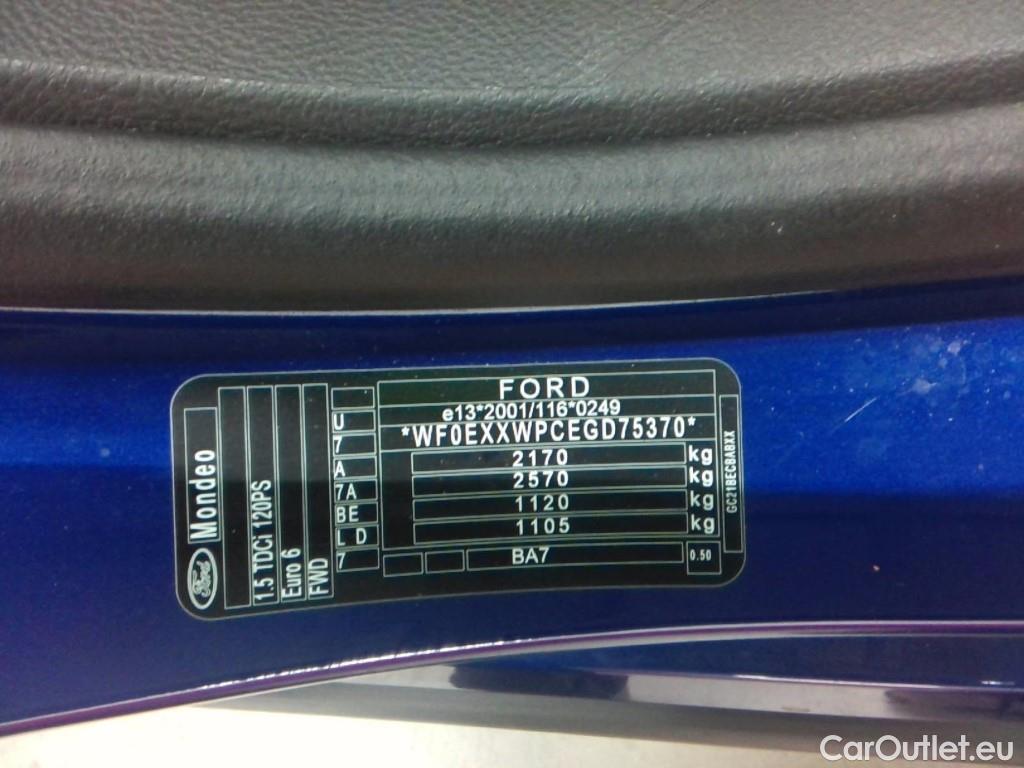 FORD
e13*2001/116*0249
*WF0EXXWPCEGD75370*
2170 kg
2570 kg
1120 kg
1105 kg
BA7
0.50
U
7
A
7A
BE
L D
7
Ford Mondeo
1.5 TDCi 120PS
Euro 6
FWD
CarOutlet.eu